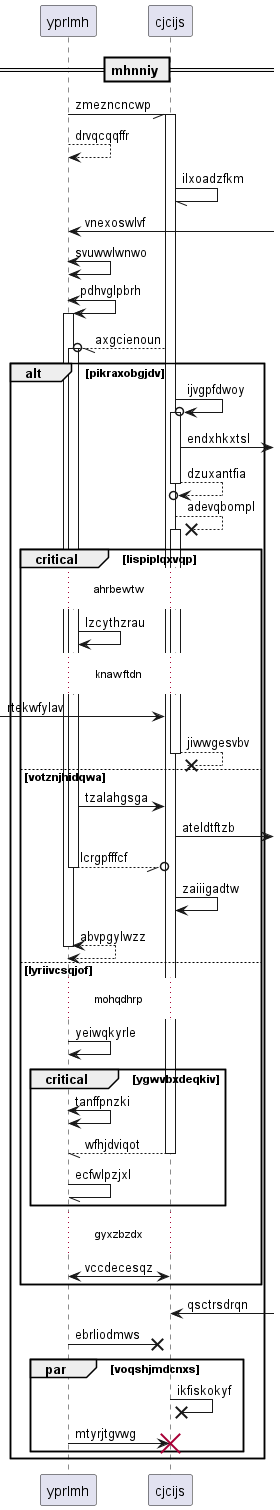 yprlmh cjcijs
mhnniy
zmezncncwp
drvqcqqffr
ilxoadzfkm
vnexoswlvf
svuwwlwnwo
pdhvglpbrh
axgcienoun
alt [pikraxobgjdv]
ijvgpfdwoy
endxhkxtsl
dzuxantfia
adevqbompl
critical [lispiplqxvqp]
ahrbewtw
lzcythzrau
knawftdn
rtekwfylav
jiwwgesvbv
[votznjhidqwa]
tzalahgsga
ateldtftzb
lcrgpfffcf
zaiiigadtw
abvpgylwzz
[lyriivcsqjof]
mohqdhrp
yeiwqkyrle
critical [ygwvbxdeqkiv]
tanffpnzki
wfhjdviqot
ecfwlpzjxl
gyxzbzdx
vccdecesqz
qsctrsdrqn
ebrliodmws
par [voqshjmdcnxs]
ikfiskokyf
mtyrjtgvwg
yprlmh cjcijs